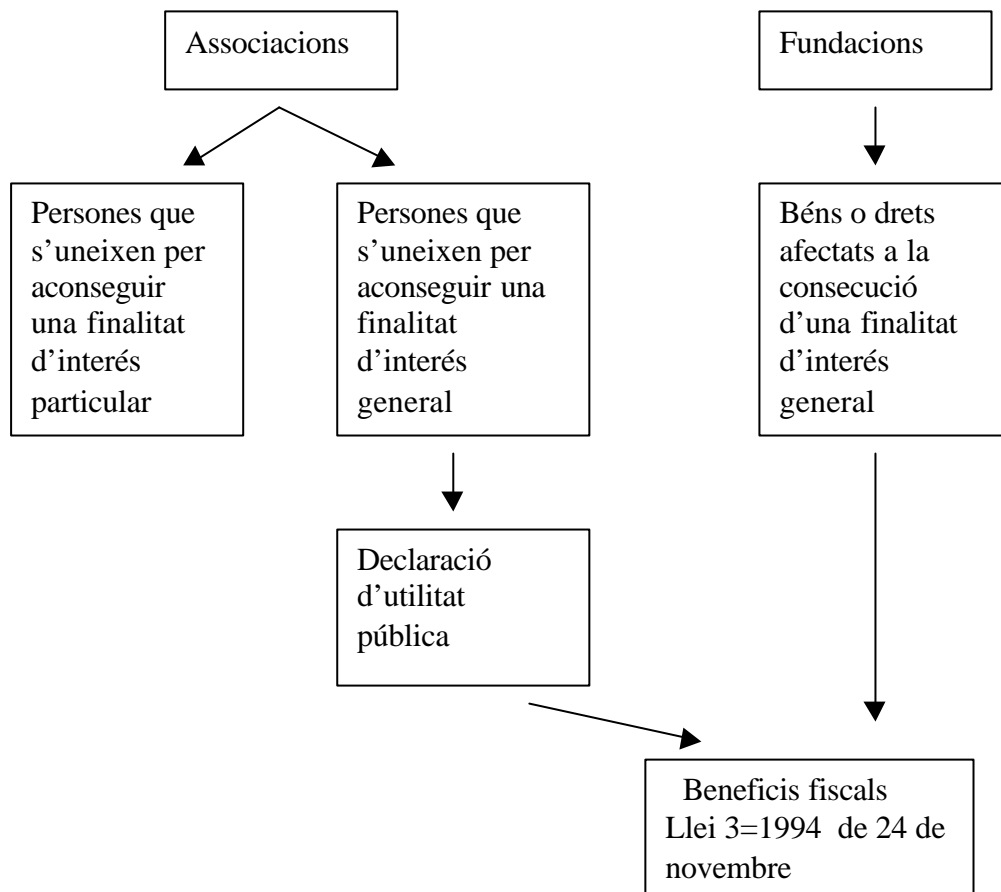 Associacions
Fundacions
Persones que
s’uneixen per
aconseguir
una finalitat
d’interés
particular
Persones que
s’uneixen per
aconseguir una
finalitat
d’interés
general
Béns o drets
afectats a la
consecució
d’una finalitat
d’interés
general
Declaració
d’utilitat
pública
Beneficis fiscals
Llei 3=1994 de 24 de
novembre